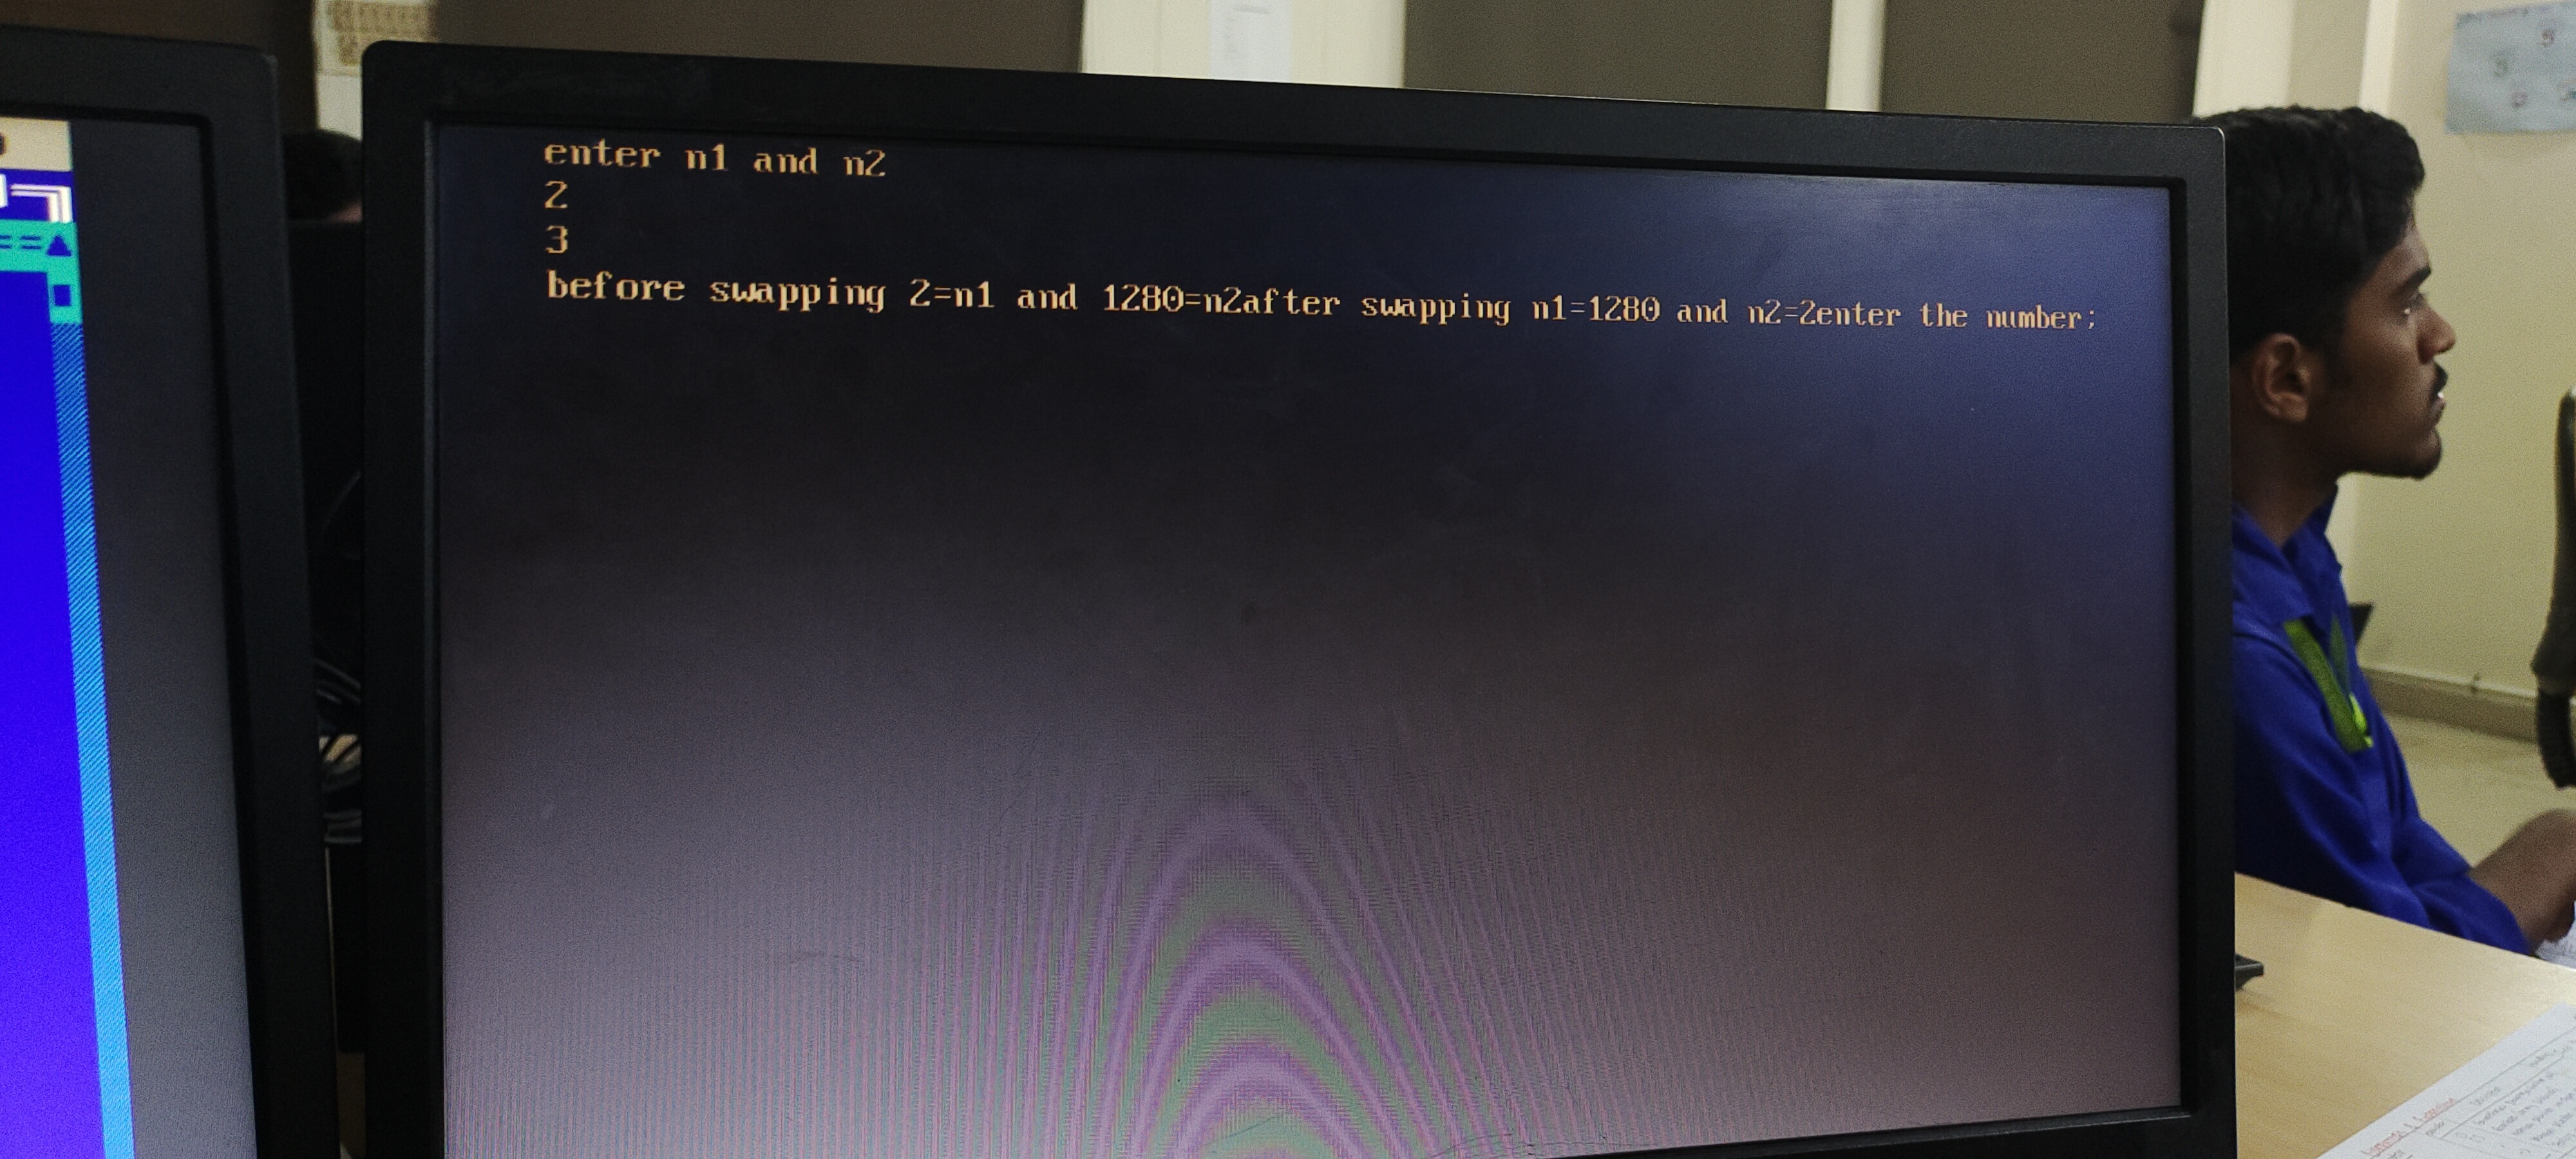 enter n1 and n2
2
3
before swapping 2=n1 and 1280=n2after swapping n1=1280 and n2=2enter the number;